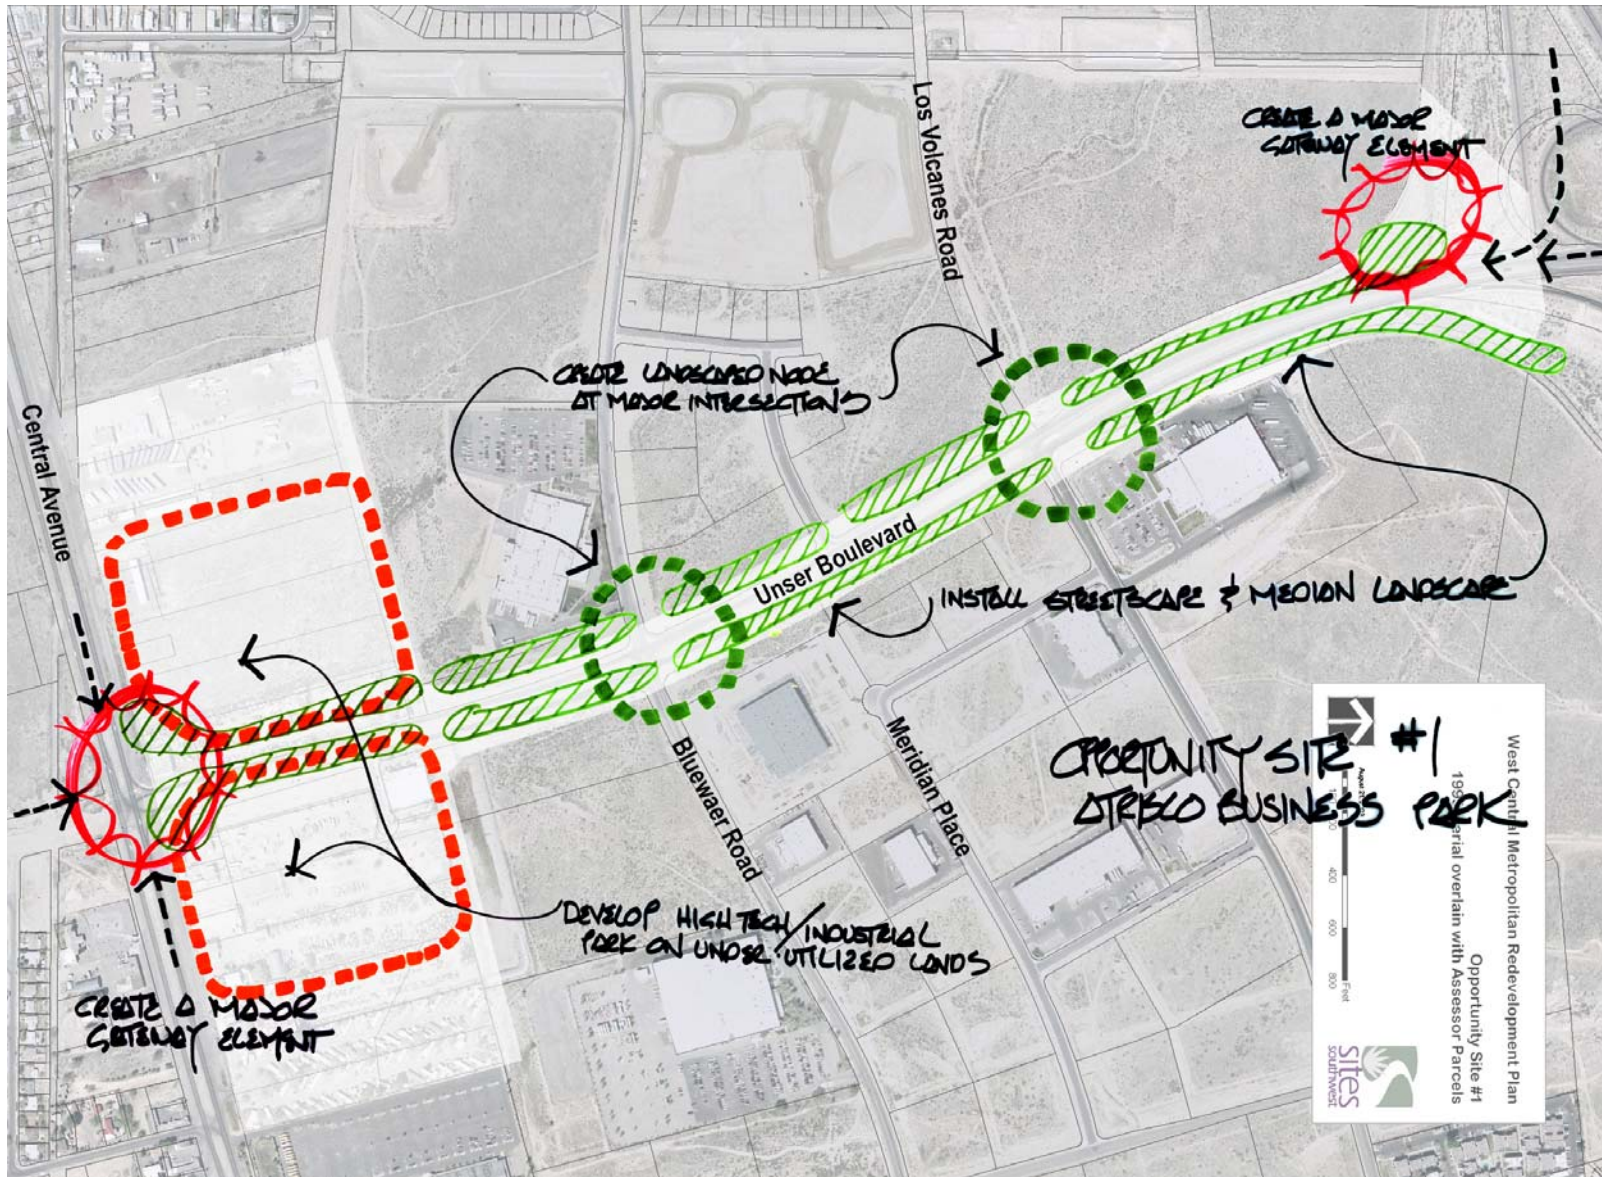 CREATE A MAJOR
GATEWAY ELEMENT
Los Volcanes Road
CREATE LANDSCAPED NODE
AT MAJOR INTERSECTIONS
Central Avenue
Unser Boulevard
INSTALL STREETSCAPE & MEDIAN LANDSCAPE
Bluewaer Road
Meridian Place
OPPORTUNITY SITE #1
ATRISCO BUSINESS PARK
DEVELOP HIGH TECH/INDUSTRIAL
PARK ON UNDER UTILIZED LANDS
CREATE A MAJOR
GATEWAY ELEMENT
West Central Metropolitan Redevelopment Plan
Opportunity Site #1
aerial overlain with Assessor Parcels
400
600
800
Feet
sites
southwest